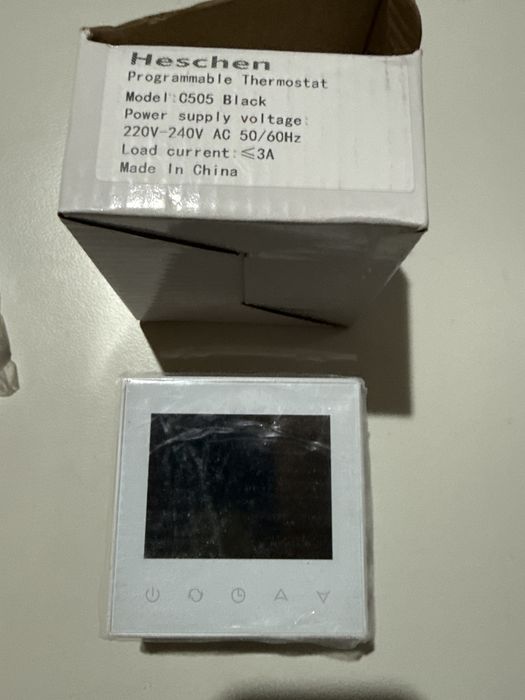 Heschen
Programmable Thermostat
Model:C505 Black
Power supply voltage:
220V-240V AC 50/60Hz
Load current:≤3A
Made In China